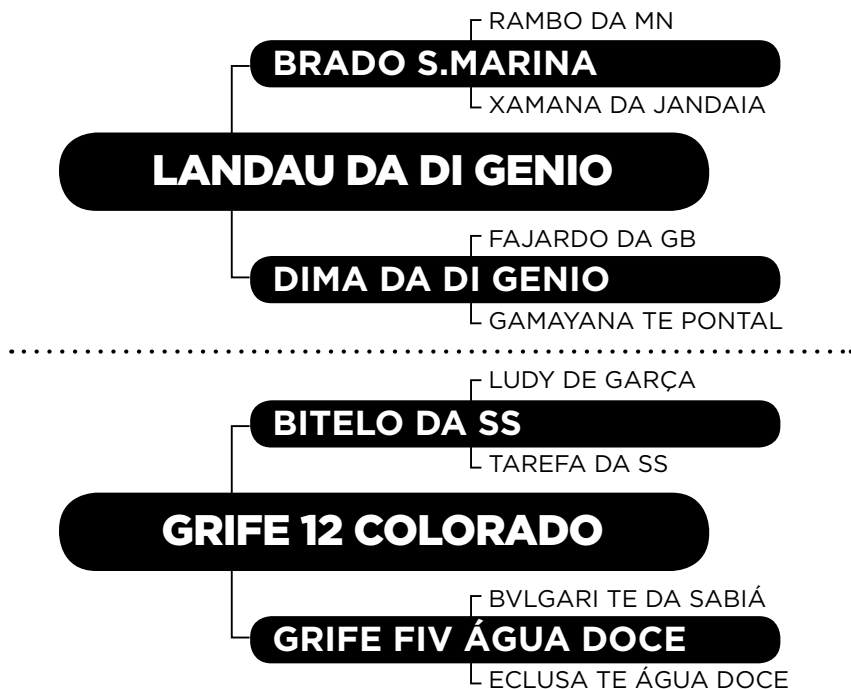 RAMBO DA MN
BRADO S.MARINA
XAMANA DA JANDAIA
LANDAU DA DI GENIO
FAJARDO DA GB
DIMA DA DI GENIO
GAMAYANA TE PONTAL
LUDY DE GARÇA
BITELO DA SS
TAREFA DA SS
GRIFE 12 COLORADO
BVLGARI TE DA SABIÁ
GRIFE FIV ÁGUA DOCE
ECLUSA TE ÁGUA DOCE